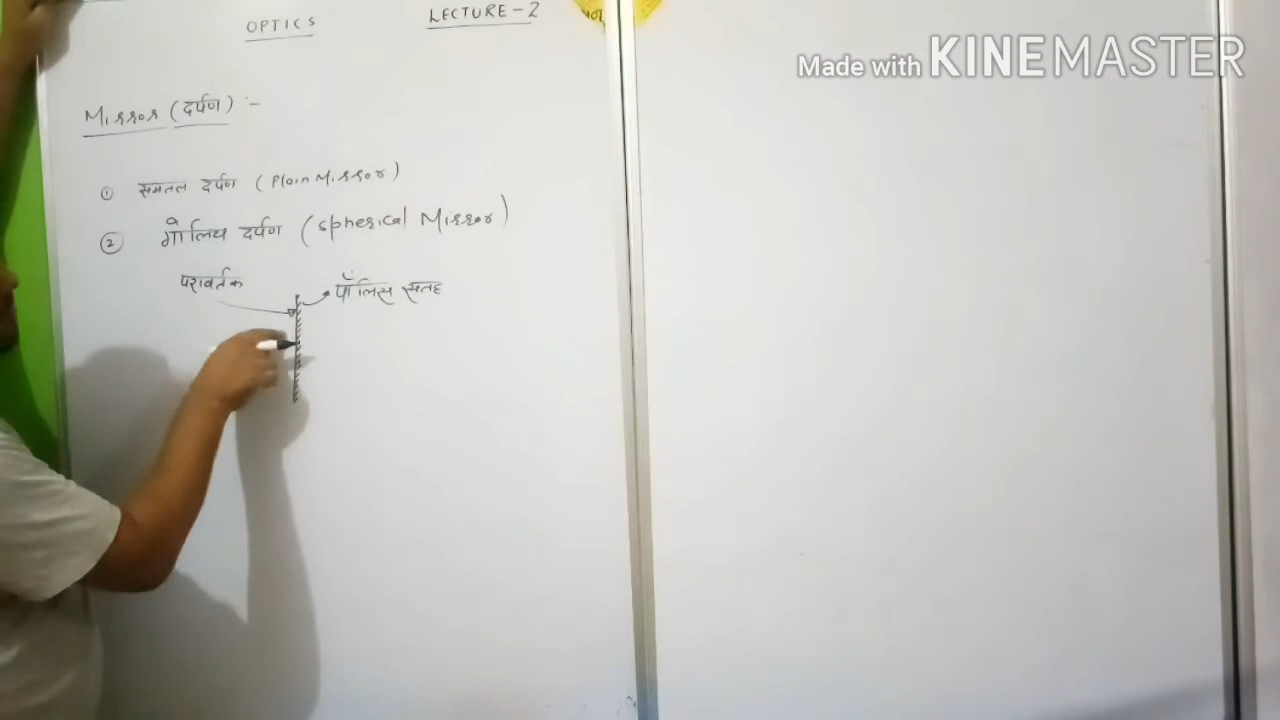 OPTICS LECTURE-2
Made with KINEMASTER
Mirror (दर्पण) :-
① समतल दर्पण (Plain Mirror)
② गोलिय दर्पण (Spherical Mirror)
परावर्तक पॉलिस सतह